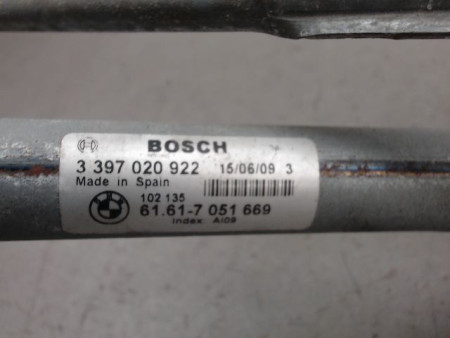 BOSCH
3 397 020 922 15/06/09 3
Made in Spain
102 135
61.61-7 051 669
Index: A/09